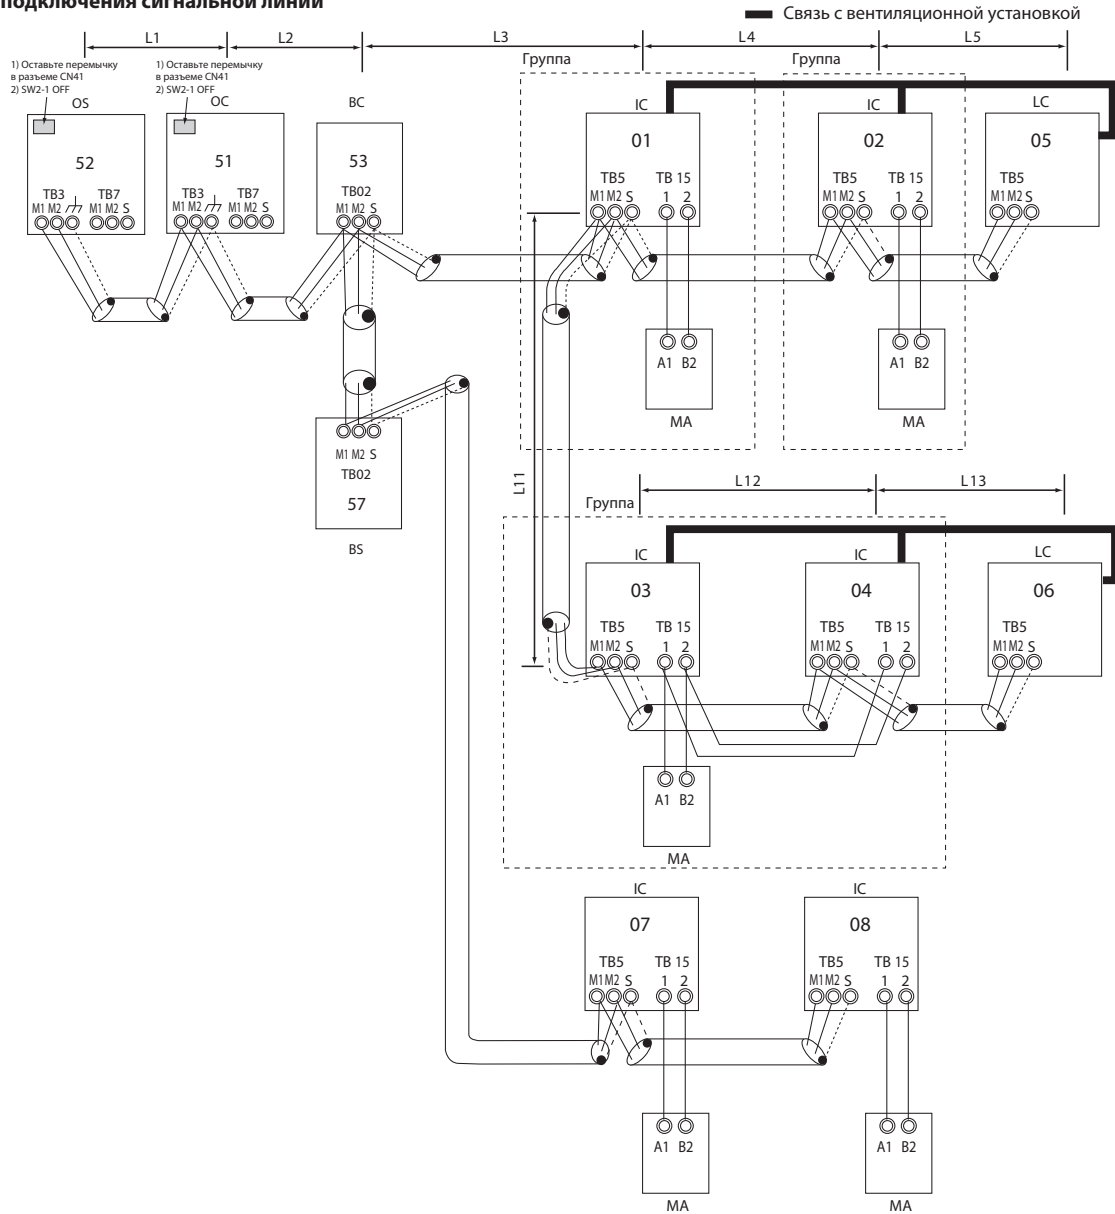 подключения сигнальной линии
Связь с вентиляционной установкой
L1 L2 L3 L4 L5
Группа Группа
1) Оставьте перемычку
в разъеме CN41
2) SW2-1 OFF
1) Оставьте перемычку
в разъеме CN41
2) SW2-1 OFF
OS OC BC IC IC LC
52 51 53 01 02 05
TB3 TB7 TB3 TB7 TB02 TB5 TB 15 TB5 TB 15 TB5
M1 M2 M1 M2 S M1 M2 M1 M2 S M1 M2 S M1 M2 S 1 2 M1 M2 S 1 2 M1 M2 S
A1 B2 A1 B2
MA MA
M1 M2 S
TB02
57
BS
L11
L12 L13
Группа
IC IC LC
03 04 06
TB5 TB 15 TB5 TB 15 TB5
M1 M2 S 1 2 M1 M2 S 1 2 M1 M2 S
A1 B2
MA
IC IC
07 08
TB5 TB 15 TB5 TB 15
M1 M2 S 1 2 M1 M2 S 1 2
A1 B2 A1 B2
MA MA